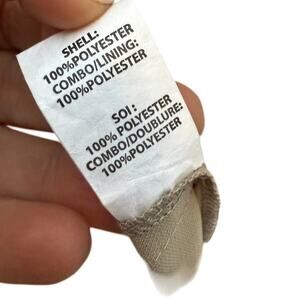 SHELL:
100%POLYESTER
COMBO/LINING:
100%POLYESTER
SOI:
100% POLYESTER
COMBO/DOUBLURE:
100%POLYESTER